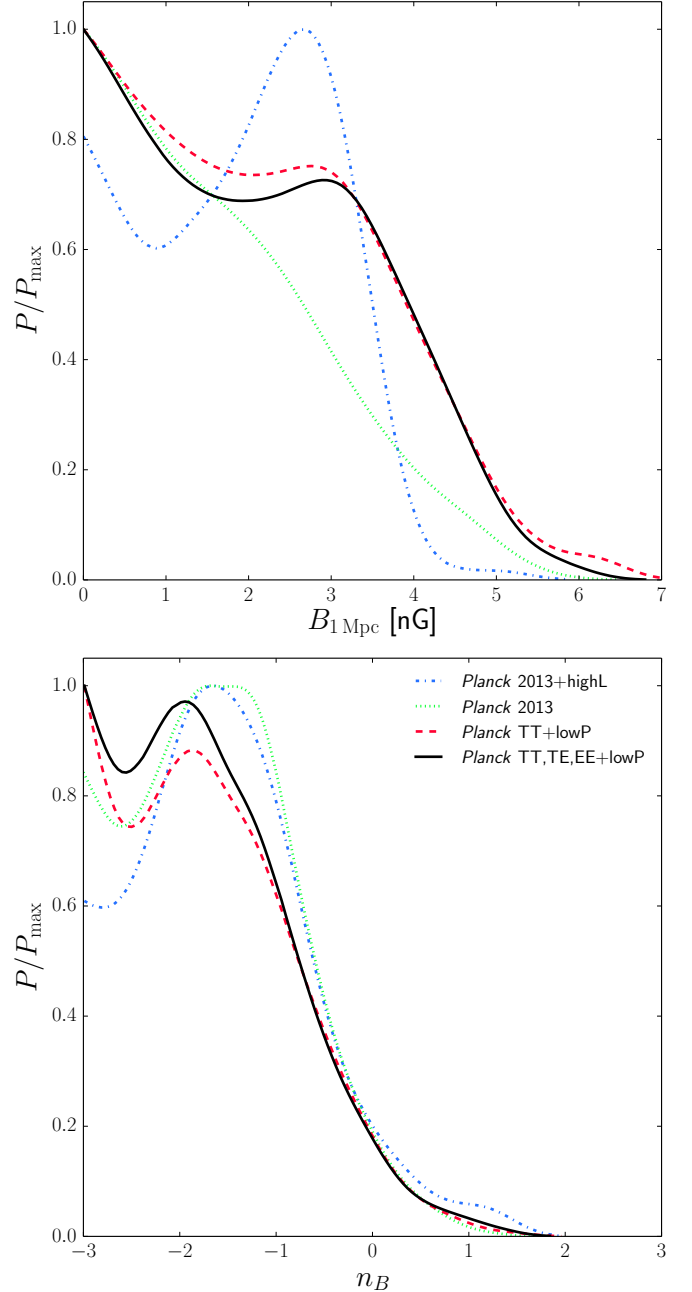 1.0
0.8
0.6
0.4
0.2
0.0
P/P_max
0 1 2 3 4 5 6 7
B_{1 Mpc} [nG]
1.0
0.8
0.6
0.4
0.2
0.0
P/P_max
Planck 2013+highL
Planck 2013
Planck TT+lowP
Planck TT,TE,EE+lowP
−3 −2 −1 0 1 2 3
n_B